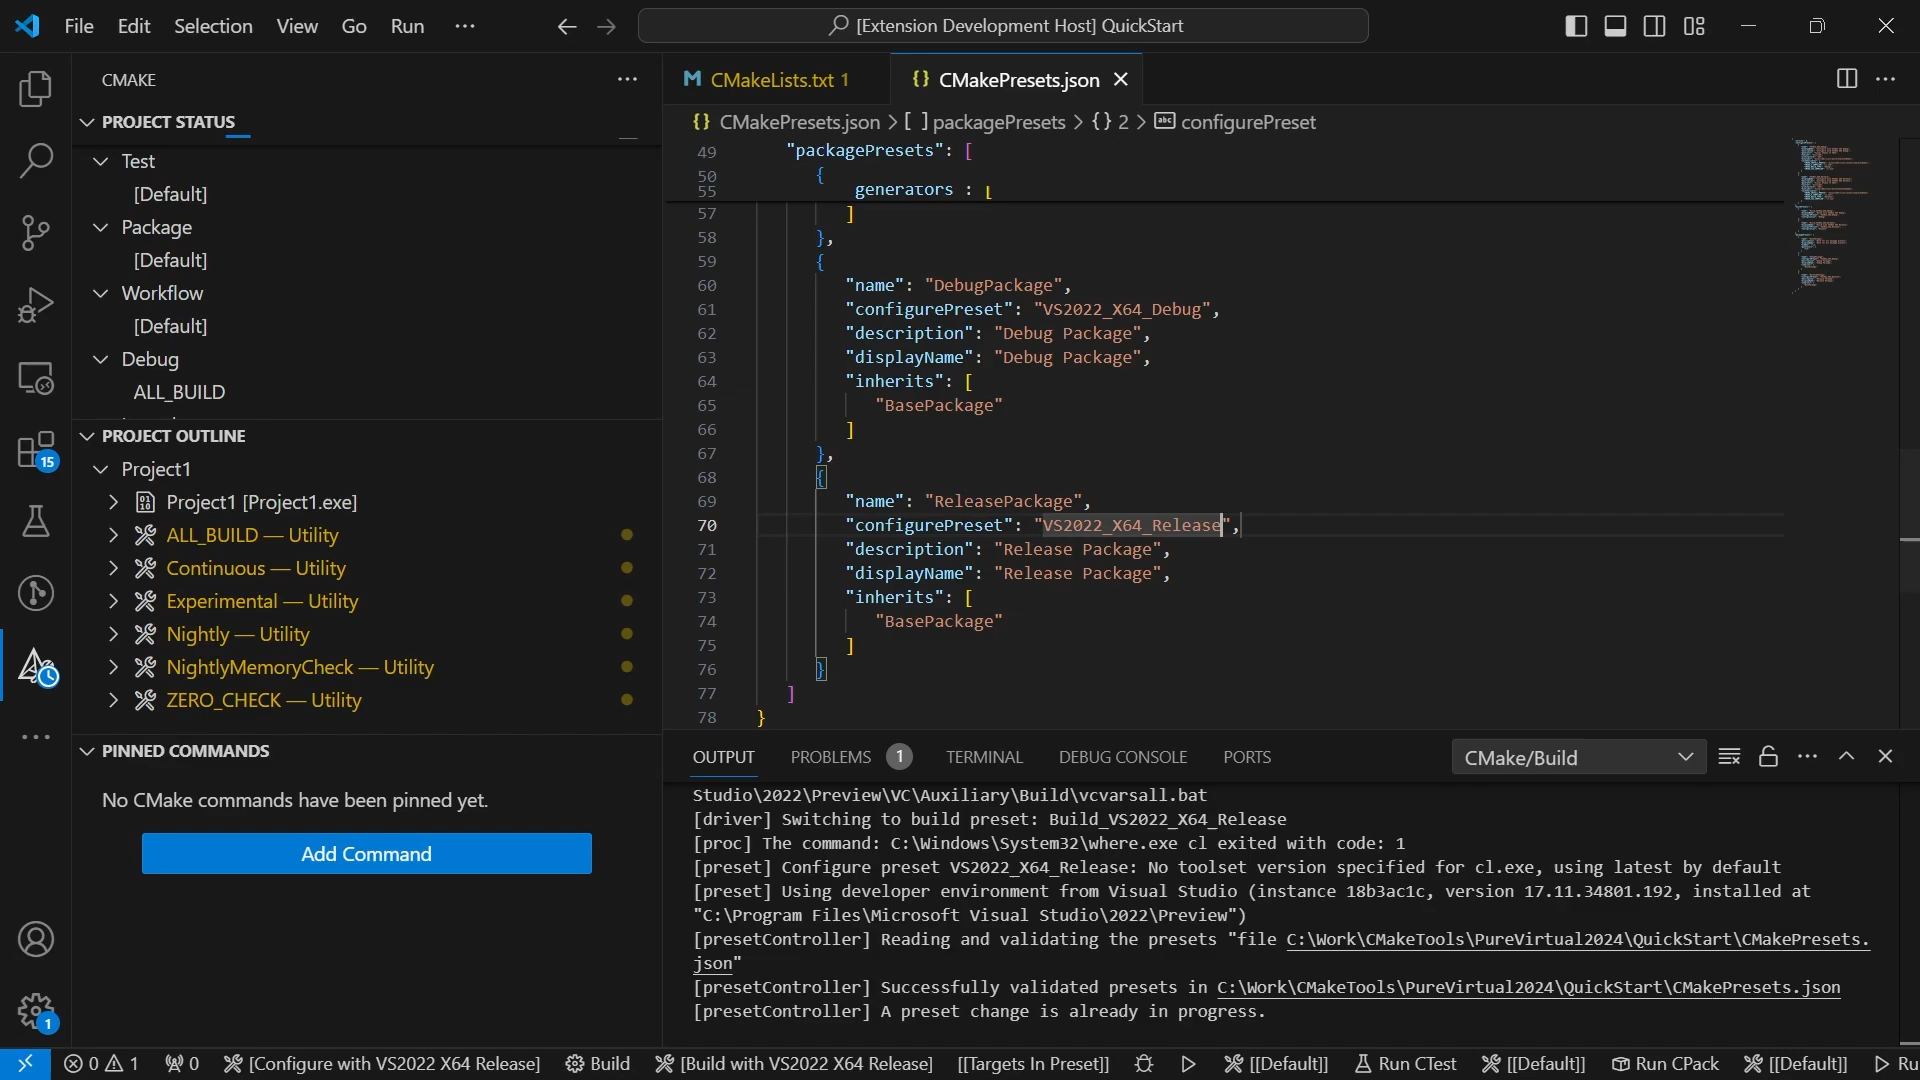 File Edit Selection View Go Run ···
[Extension Development Host] QuickStart
CMAKE
PROJECT STATUS
Test
[Default]
Package
[Default]
Workflow
[Default]
Debug
ALL_BUILD
PROJECT OUTLINE
Project1
Project1 [Project1.exe]
ALL_BUILD — Utility
Continuous — Utility
Experimental — Utility
Nightly — Utility
NightlyMemoryCheck — Utility
ZERO_CHECK — Utility
PINNED COMMANDS
No CMake commands have been pinned yet.
Add Command
15
1
CMakeLists.txt 1
{} CMakePresets.json
{} CMakePresets.json > [ ] packagePresets > {} 2 > configurePreset
49 "packagePresets": [
50 {
55 generators : [
57 ]
58 },
59 {
60 "name": "DebugPackage",
61 "configurePreset": "VS2022_X64_Debug",
62 "description": "Debug Package",
63 "displayName": "Debug Package",
64 "inherits": [
65 "BasePackage"
66 ]
67 },
68 {
69 "name": "ReleasePackage",
70 "configurePreset": "VS2022_X64_Release",
71 "description": "Release Package",
72 "displayName": "Release Package",
73 "inherits": [
74 "BasePackage"
75 ]
76 }
77 ]
78 }
OUTPUT PROBLEMS 1 TERMINAL DEBUG CONSOLE PORTS CMake/Build
Studio\2022\Preview\VC\Auxiliary\Build\vcvarsall.bat
[driver] Switching to build preset: Build_VS2022_X64_Release
[proc] The command: C:\Windows\System32\where.exe cl exited with code: 1
[preset] Configure preset VS2022_X64_Release: No toolset version specified for cl.exe, using latest by default
[preset] Using developer environment from Visual Studio (instance 18b3ac1c, version 17.11.34801.192, installed at
"C:\Program Files\Microsoft Visual Studio\2022\Preview")
[presetController] Reading and validating the presets "file C:\Work\CMakeTools\PureVirtual2024\QuickStart\CMakePresets.
json"
[presetController] Successfully validated presets in C:\Work\CMakeTools\PureVirtual2024\QuickStart\CMakePresets.json
[presetController] A preset change is already in progress.
0 1 0 [Configure with VS2022 X64 Release] Build [Build with VS2022 X64 Release] [[Targets In Preset]] [[Default]] Run CTest [[Default]] Run CPack [[Default]] Ru